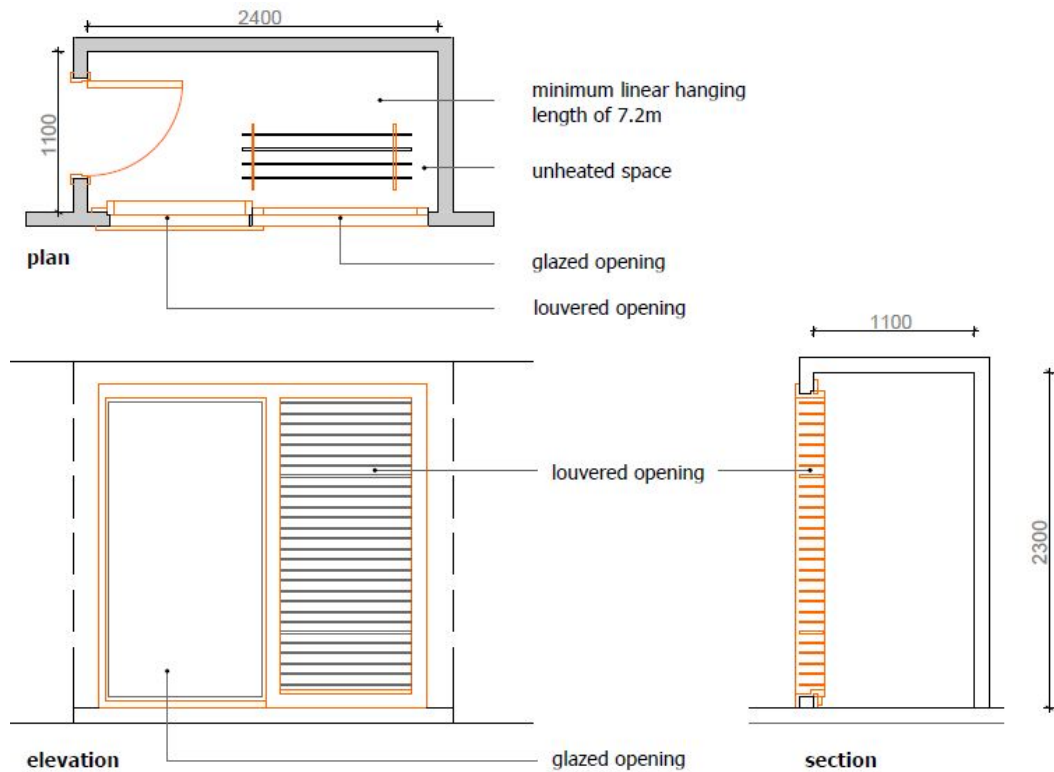 2400
minimum linear hanging
length of 7.2m
1100
unheated space
plan
glazed opening
louvered opening
1100
louvered opening
2300
elevation
glazed opening
section